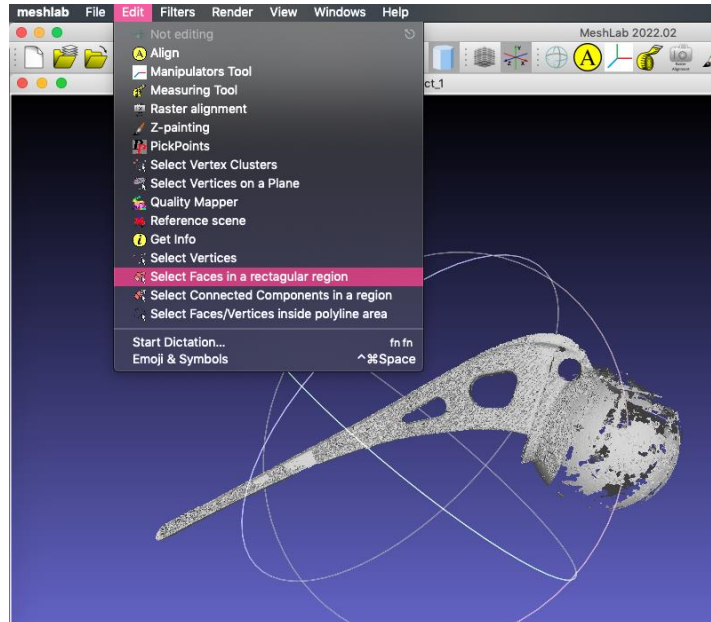 meshlab File Edit Filters Render View Windows Help
MeshLab 2022.02
ct_1
Not editing
A Align
Manipulators Tool
Measuring Tool
Raster alignment
Z-painting
PickPoints
Select Vertex Clusters
Select Vertices on a Plane
Quality Mapper
Reference scene
i Get Info
Select Vertices
Select Faces in a rectagular region
Select Connected Components in a region
Select Faces/Vertices inside polyline area
Start Dictation... fn fn
Emoji & Symbols ^⌘Space
A